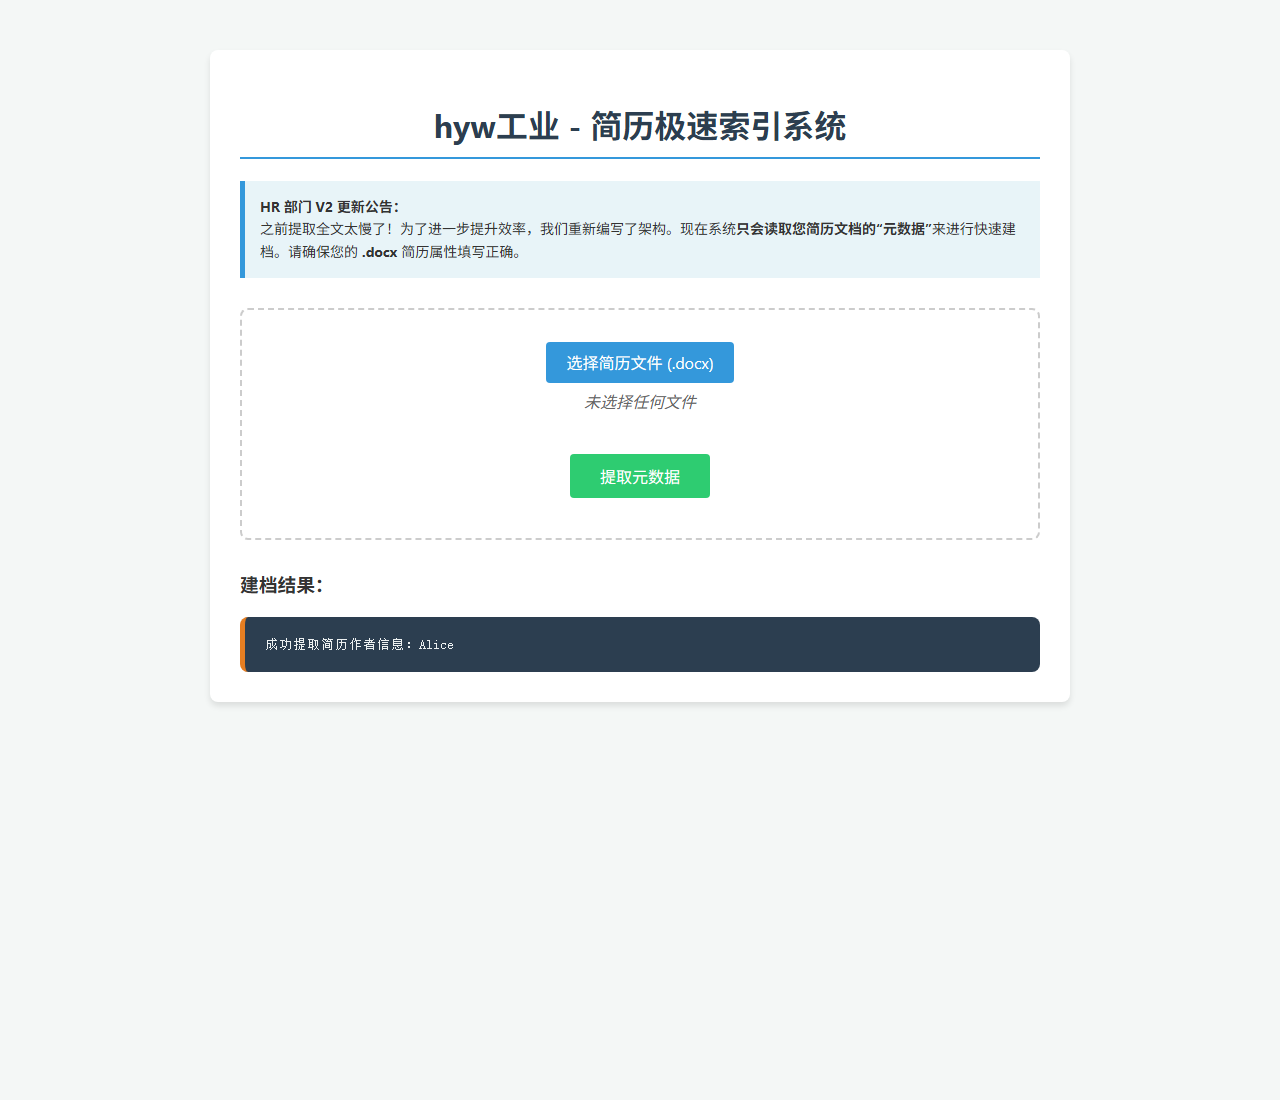 hyw工业 - 简历极速索引系统
HR 部门 V2 更新公告：
之前提取全文太慢了！为了进一步提升效率，我们重新编写了架构。现在系统只会读取您简历文档的“元数据”来进行快速建
档。请确保您的 .docx 简历属性填写正确。
选择简历文件 (.docx)
未选择任何文件
提取元数据
建档结果：
成功提取简历作者信息：Alice